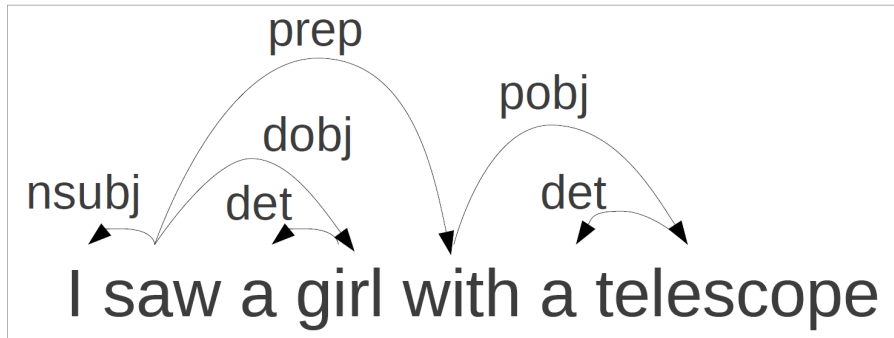 prep
pobj
dobj
nsubj det det
I saw a girl with a telescope